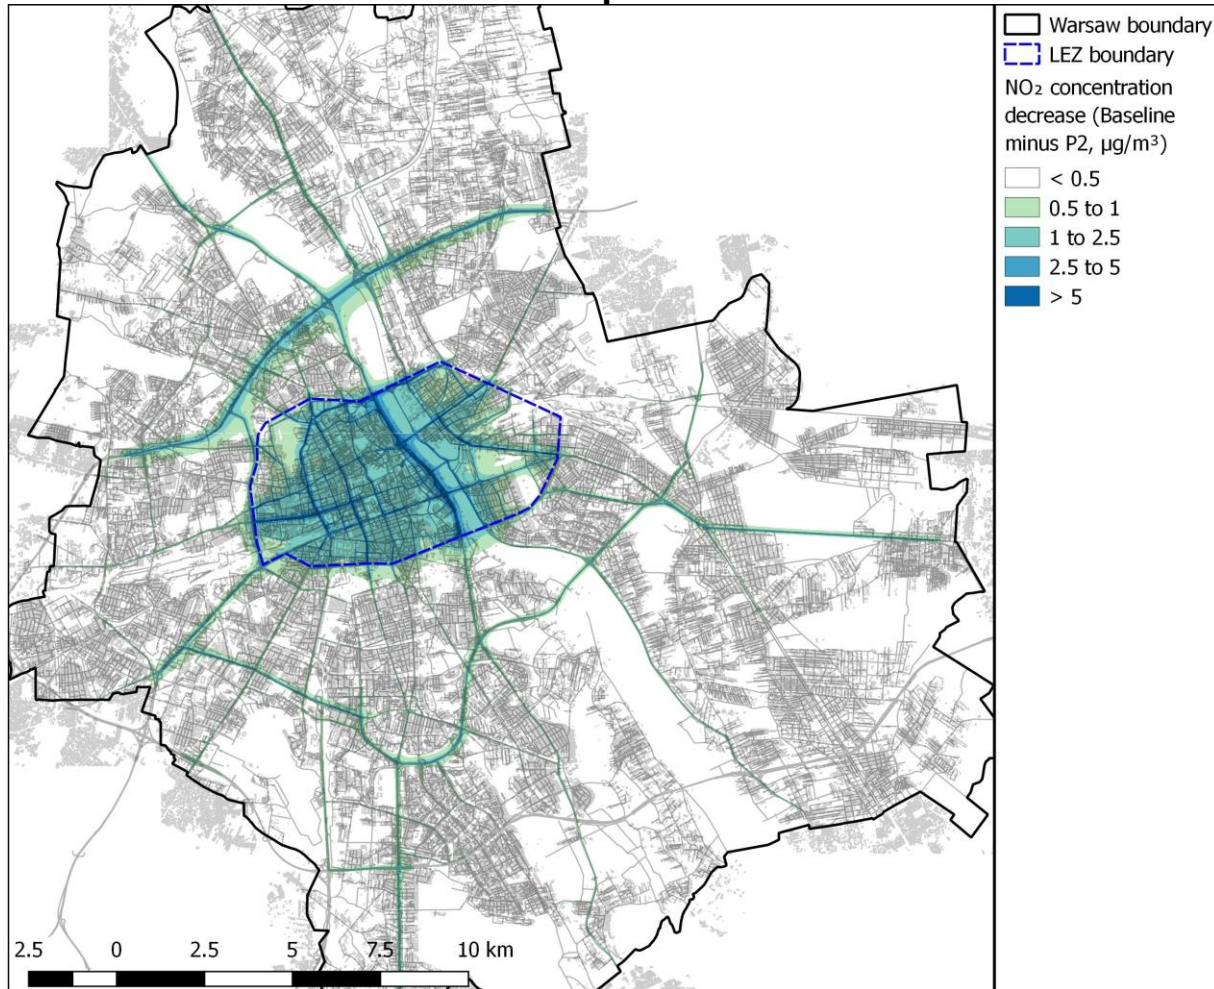 Warsaw boundary
LEZ boundary
NO₂ concentration
decrease (Baseline
minus P2, µg/m³)
< 0.5
0.5 to 1
1 to 2.5
2.5 to 5
> 5
2.5 0 2.5 5 7.5 10 km